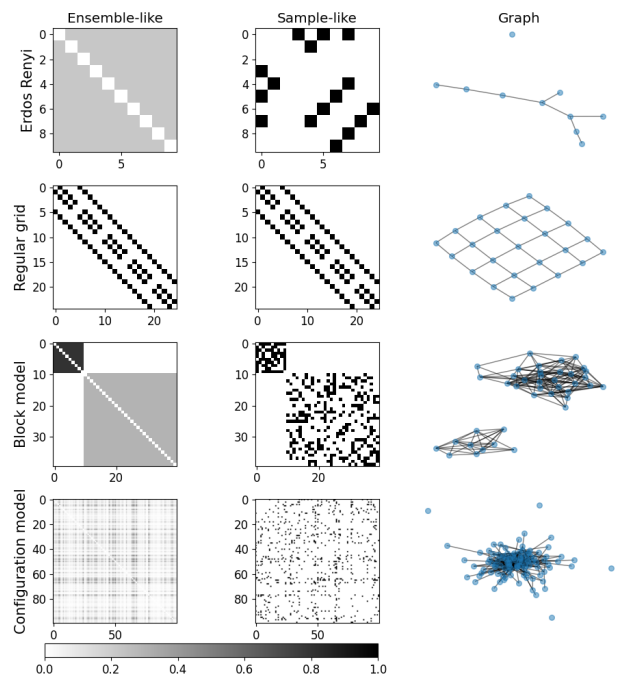 Ensemble-like Sample-like Graph
Erdos Renyi
0 2 4 6 8
0 5
0 2 4 6 8
0 5
Regular grid
0 5 10 15 20
0 10 20
0 5 10 15 20
0 10 20
Block model
0 10 20 30
0 20
0 10 20 30
0 20
Configuration model
0 20 40 60 80
0 50
0 20 40 60 80
0 50
0.0 0.2 0.4 0.6 0.8 1.0